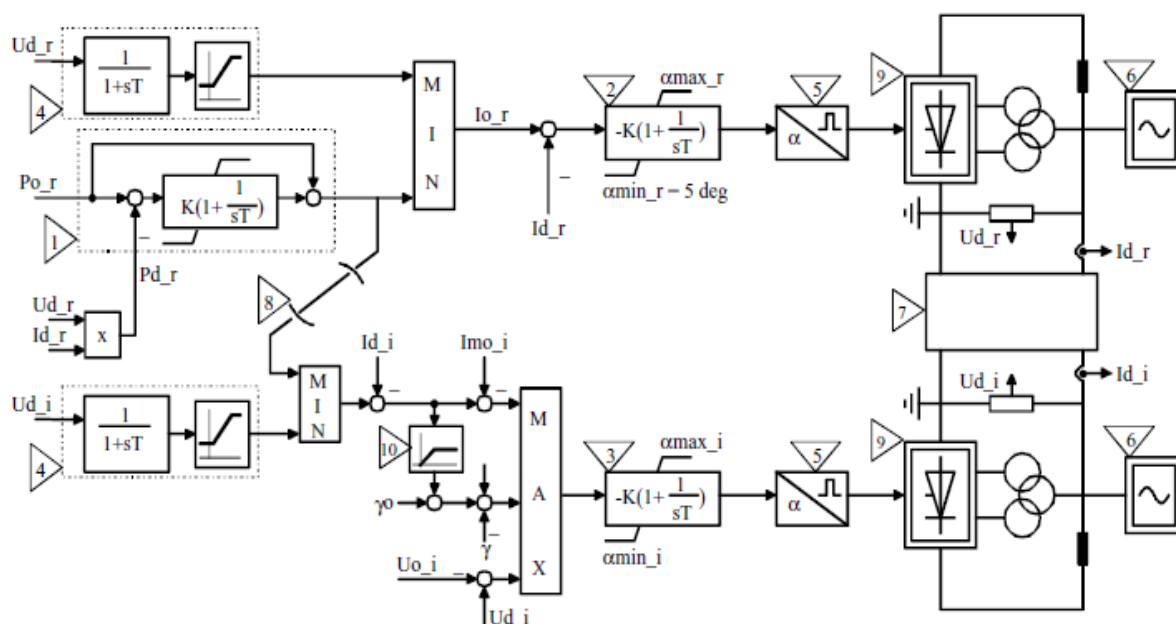 Ud_r
1
1+sT
4
M
I
N
Io_r
2
αmax_r
-K(1+ 1
sT )
αmin_r = 5 deg
–
Id_r
5
α
9
6
Po_r
K(1+ 1
sT )
–
1
Pd_r
Ud_r
Id_r
x
8
Ud_r
Id_r
7
Ud_i
1
1+sT
4
M
I
N
Id_i
–
Imo_i
–
10
γo
γ
–
Uo_i
–
Ud_i
M
A
X
3
αmax_i
-K(1+ 1
sT )
αmin_i
5
α
9
6
Ud_i
Id_i